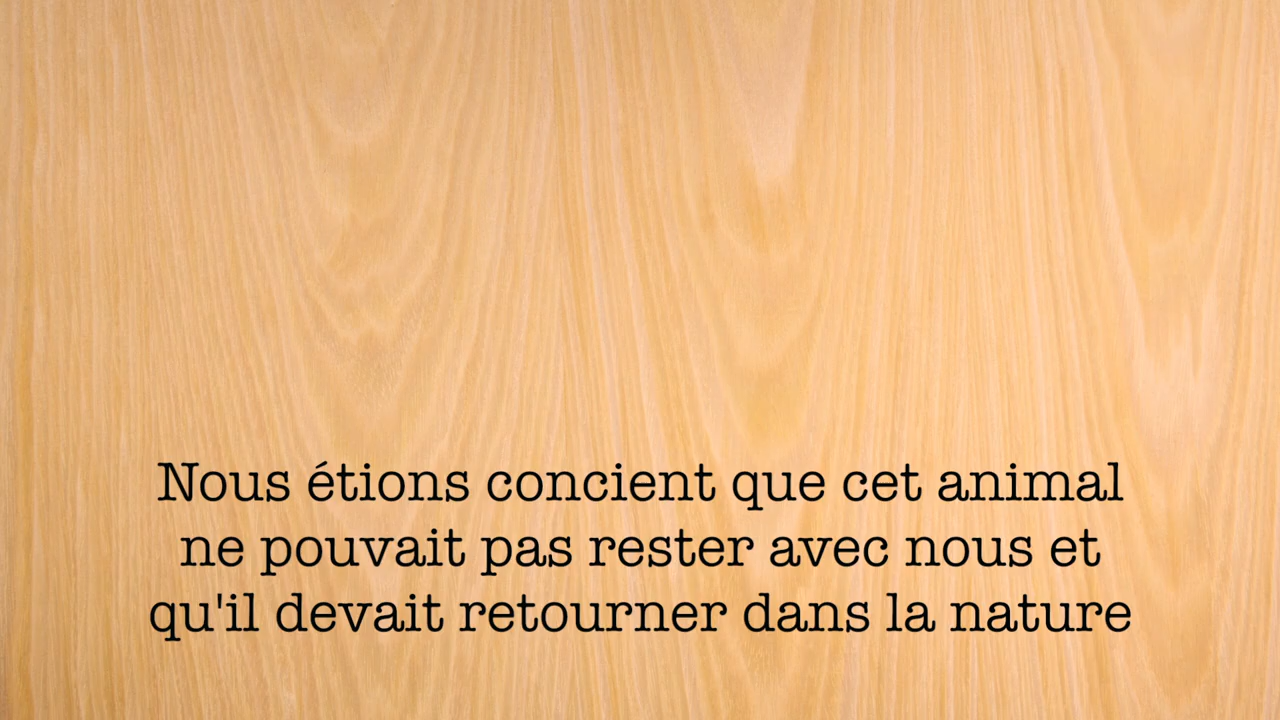 Nous étions concient que cet animal
ne pouvait pas rester avec nous et
qu'il devait retourner dans la nature